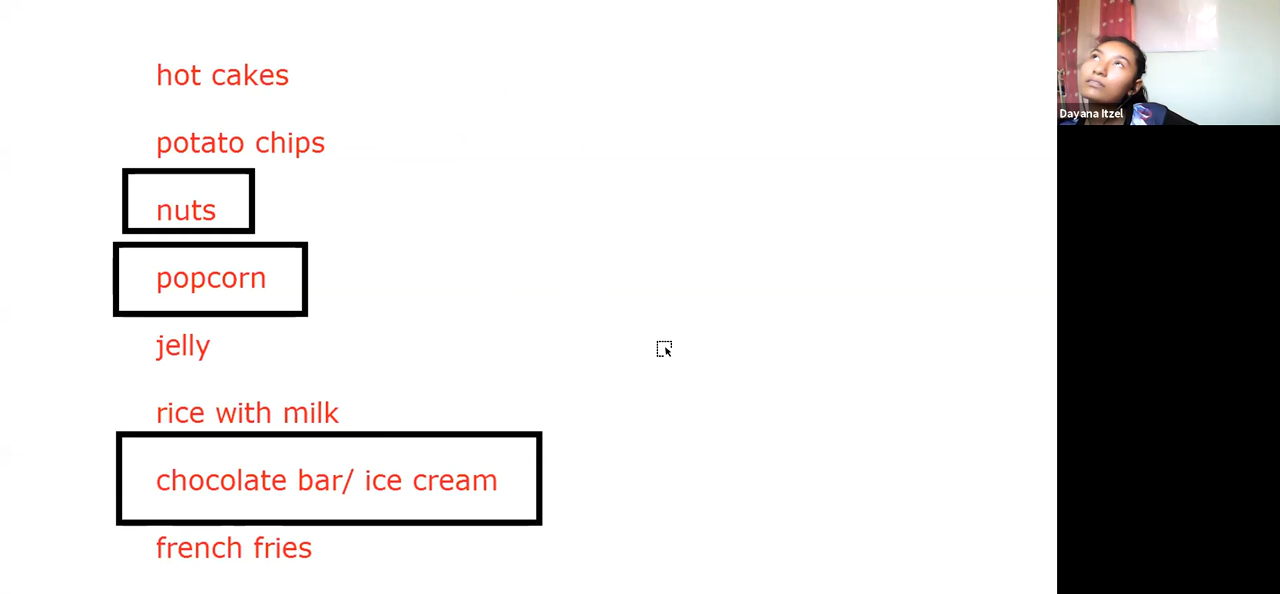 hot cakes
potato chips
nuts
popcorn
jelly
rice with milk
chocolate bar/ ice cream
french fries
Dayana Itzel